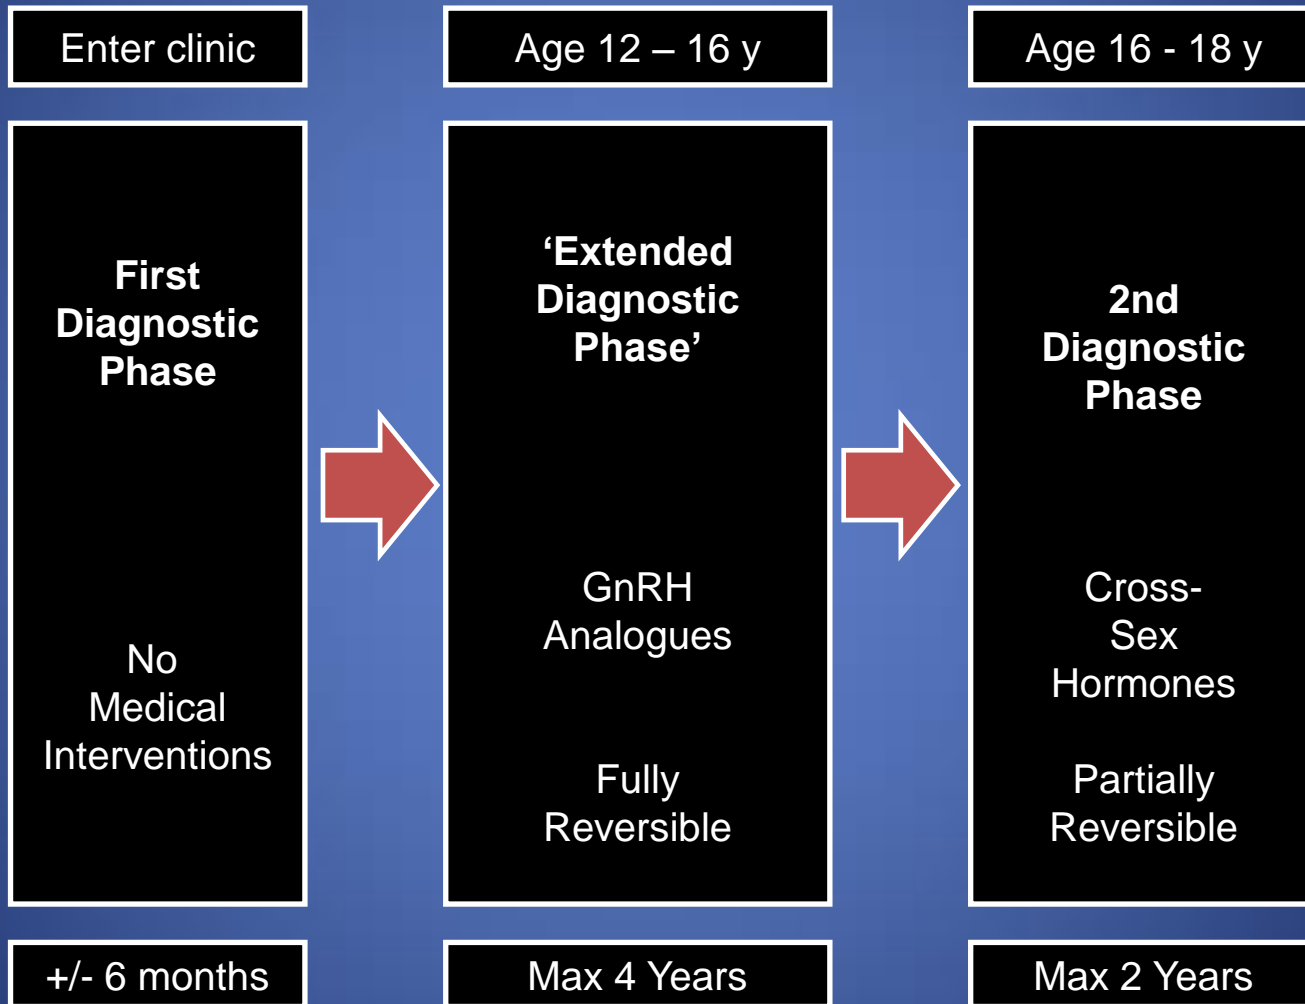 Enter clinic
Age 12 – 16 y
Age 16 - 18 y
First
Diagnostic
Phase
No
Medical
Interventions
‘Extended
Diagnostic
Phase’
GnRH
Analogues
Fully
Reversible
2nd
Diagnostic
Phase
Cross-
Sex
Hormones
Partially
Reversible
+/- 6 months
Max 4 Years
Max 2 Years